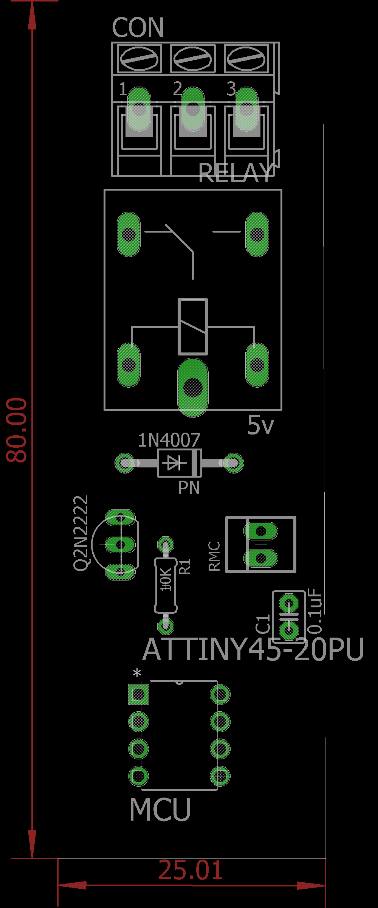 CON
1 2 3
RELAY
5v
80.00
1N4007
PN
Q2N2222
10K
R1
RMC
C1
0.1uF
ATTINY45-20PU
*
MCU
25.01